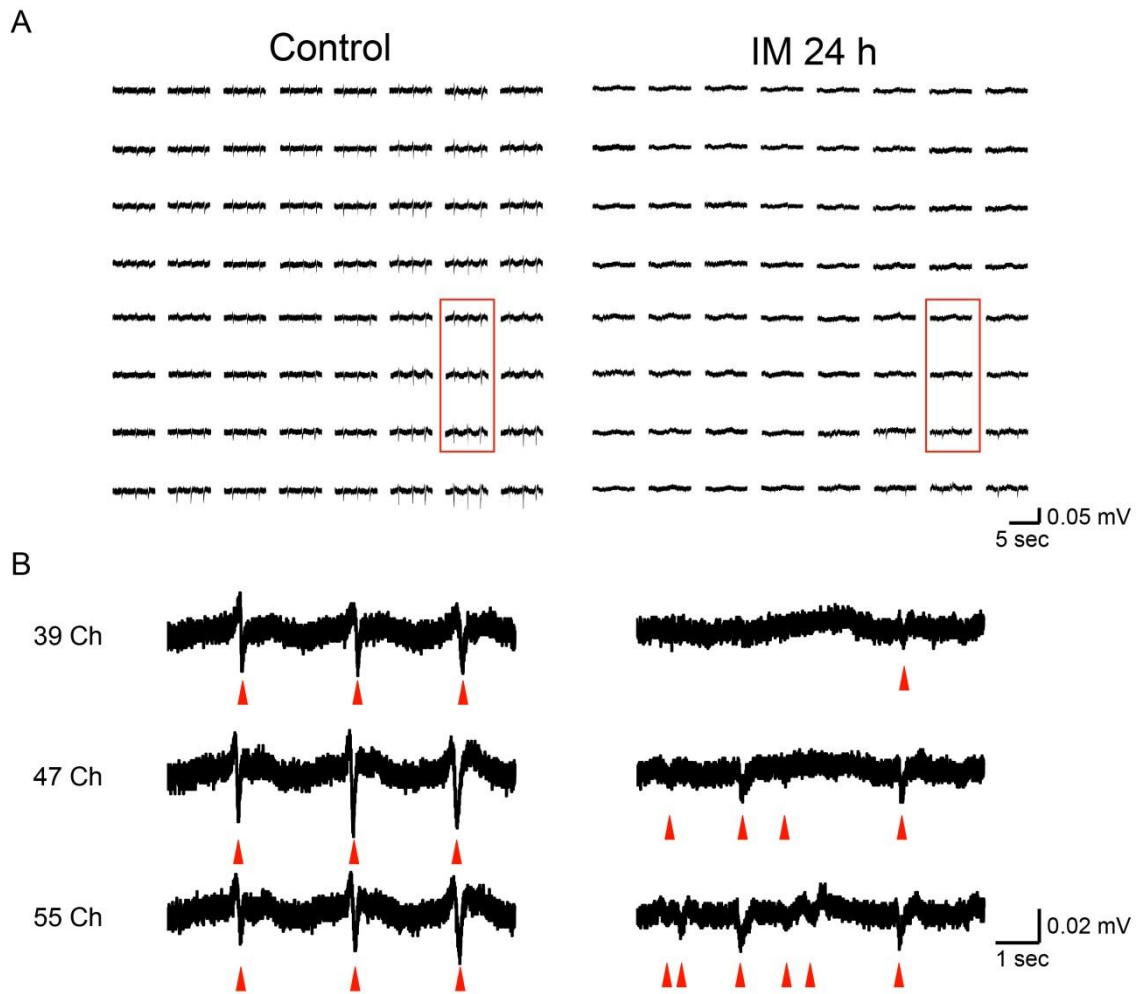 A
Control
IM 24 h
0.05 mV
5 sec
B
39 Ch
47 Ch
55 Ch
0.02 mV
1 sec